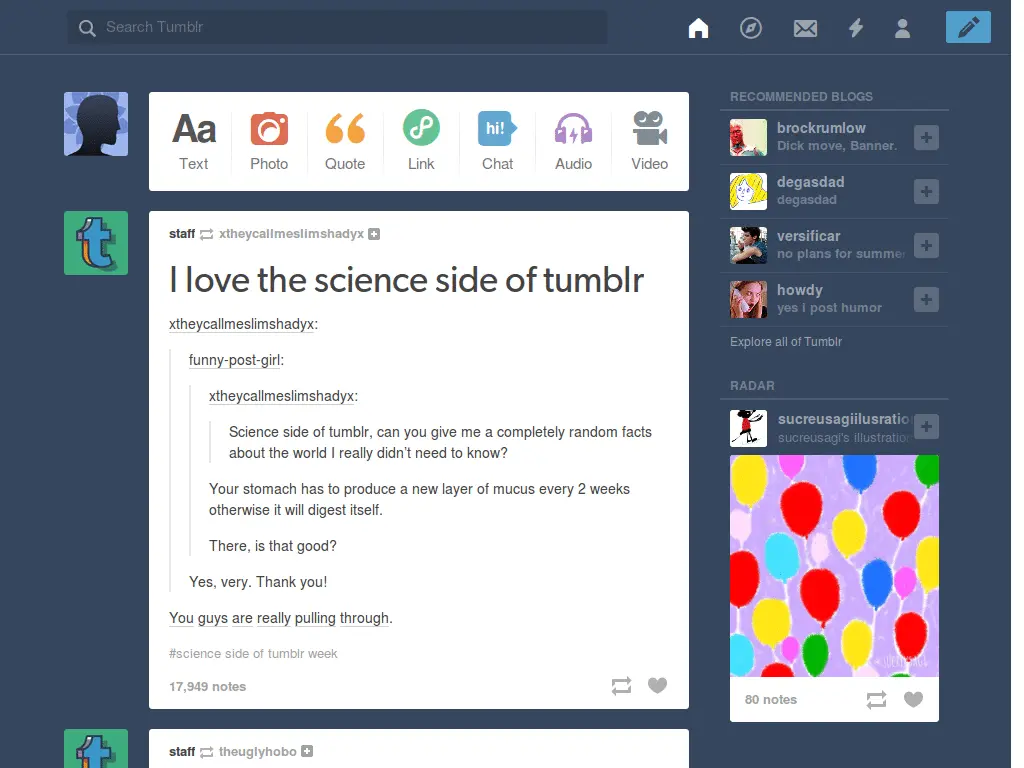 Search Tumblr
Aa
hi!
Text Photo Quote Link Chat Audio Video
staff xtheycallmeslimshadyx
I love the science side of tumblr
xtheycallmeslimshadyx:
funny-post-girl:
xtheycallmeslimshadyx:
Science side of tumblr, can you give me a completely random facts
about the world I really didn't need to know?
Your stomach has to produce a new layer of mucus every 2 weeks
otherwise it will digest itself.
There, is that good?
Yes, very. Thank you!
You guys are really pulling through.
#science side of tumblr week
17,949 notes
staff theuglyhobo
RECOMMENDED BLOGS
brockrumlow
Dick move, Banner.
degasdad
degasdad
versificar
no plans for summer
howdy
yes i post humor
Explore all of Tumblr
RADAR
sucreusagiilusratio
sucreusagi's illustration
80 notes